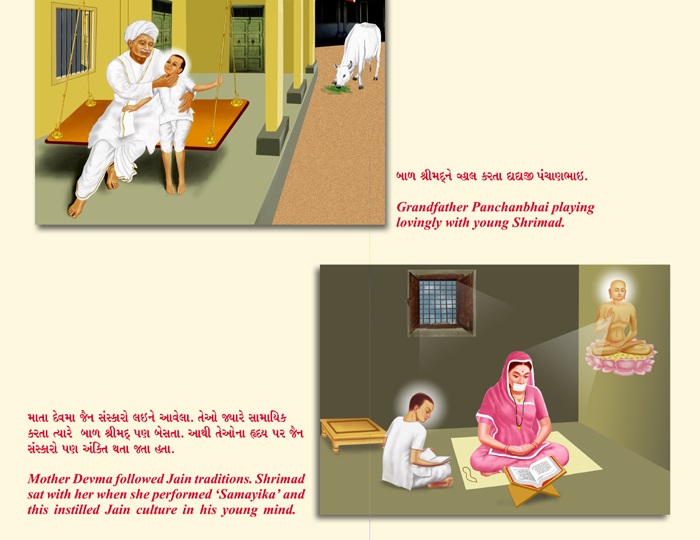 બાળ શ્રીમદ્‌ને વ્હાલ કરતા દાદાજી પંચાણભાઇ.
Grandfather Panchanbhai playing
lovingly with young Shrimad.
માતા દેવમા જૈન સંસ્કારો લઇને આવેલા. તેઓ જ્યારે સામાયિક
કરતા ત્યારે બાળ શ્રીમદ્ પણ બેસતા. આથી તેઓના હૃદય પર જૈન
સંસ્કારો પણ અંકિત થતા જતા હતા.
Mother Devma followed Jain traditions. Shrimad
sat with her when she performed ‘Samayika’ and
this instilled Jain culture in his young mind.